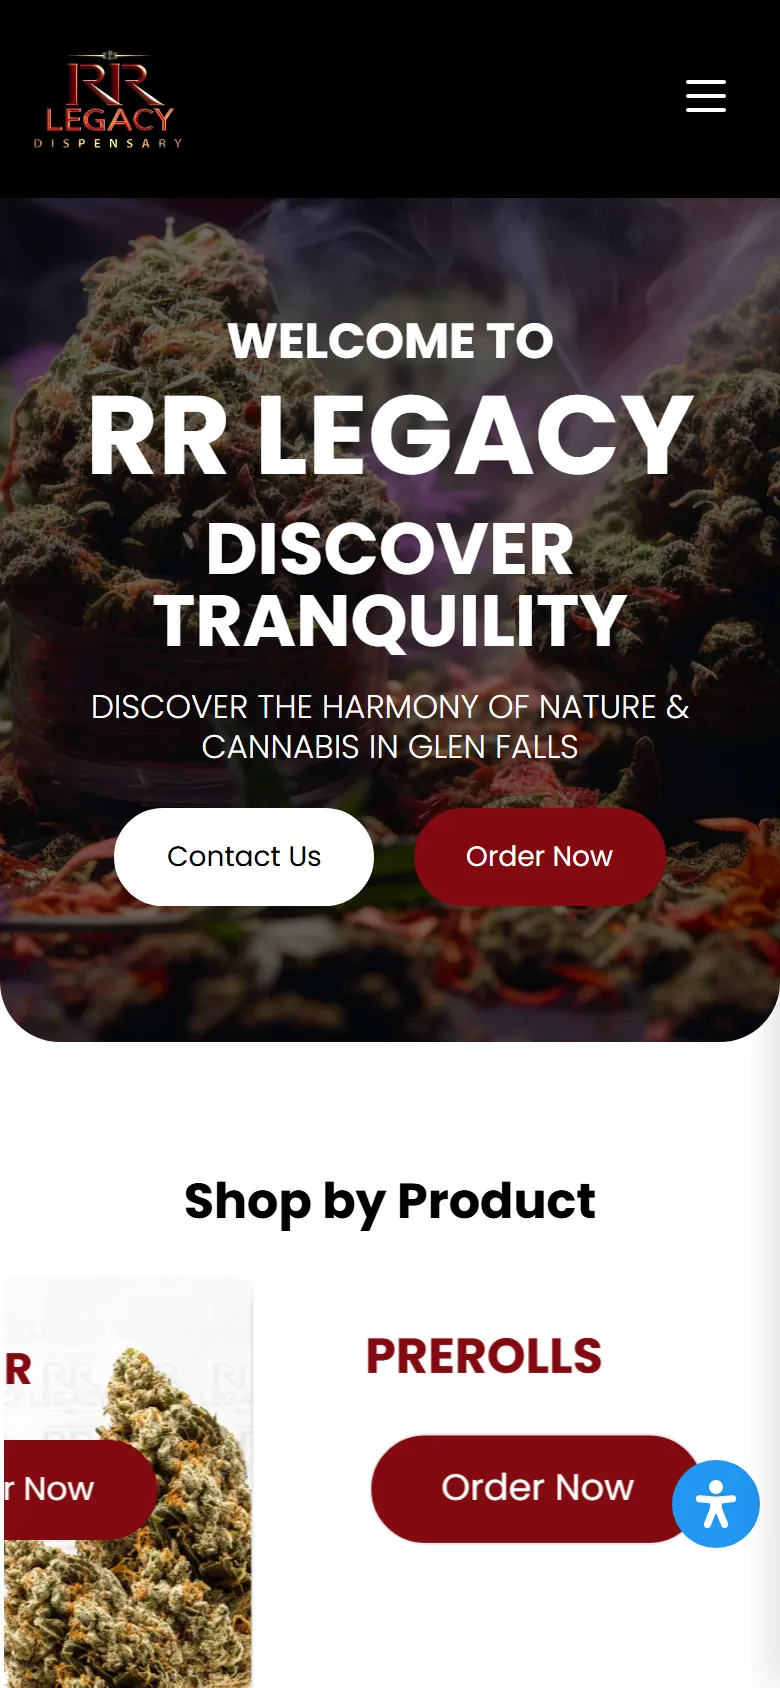 RR
LEGACY
DISPENSARY
WELCOME TO
RR LEGACY
DISCOVER
TRANQUILITY
DISCOVER THE HARMONY OF NATURE &
CANNABIS IN GLEN FALLS
Contact Us
Order Now
Shop by Product
R
r Now
PREROLLS
Order Now